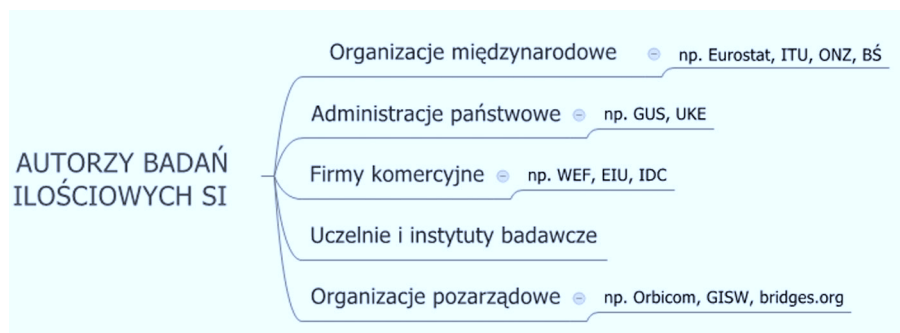 AUTORZY BADAŃ
ILOŚCIOWYCH SI
Organizacje międzynarodowe
np. Eurostat, ITU, ONZ, BŚ
Administracje państwowe
np. GUS, UKE
Firmy komercyjne
np. WEF, EIU, IDC
Uczelnie i instytuty badawcze
Organizacje pozarządowe
np. Orbicom, GISW, bridges.org